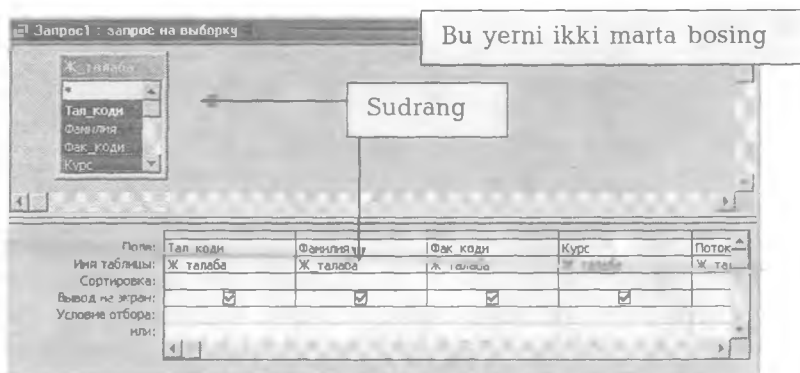 Запрос1 : запрос на выборку
Bu yerni ikki marta bosing
Ж_талаба
*
Тал_коди
Фамилия
Фак_коди
Курс
Sudrang
Поле: Тал_коди Фамилия Фак_коди Курс Поток
Имя таблицы: Ж_талаба Ж_талаба Ж_талаба Ж_талаба Ж_та
Сортировка:
Вывод на экран:
Условие отбора:
или: